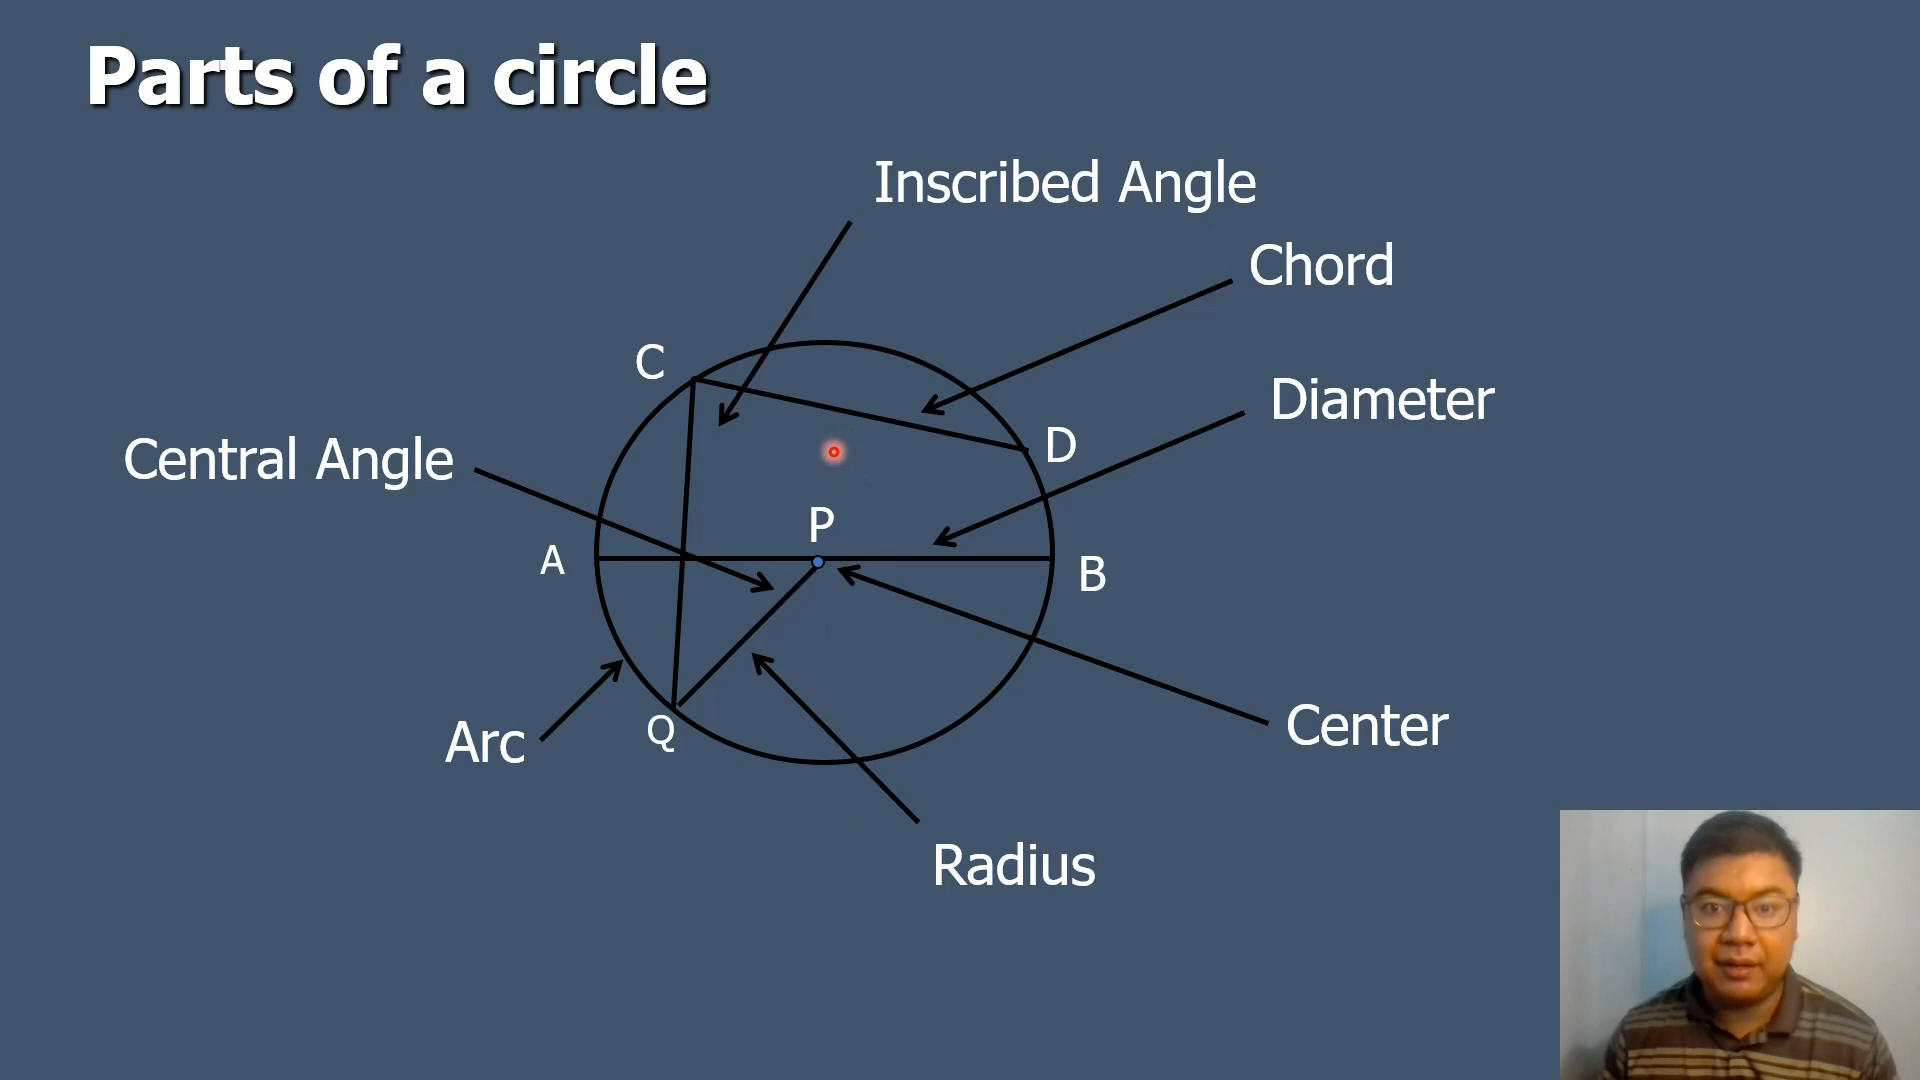 Parts of a circle
Inscribed Angle
Chord
C
Diameter
D
Central Angle
P
A
B
Arc
Q
Center
Radius